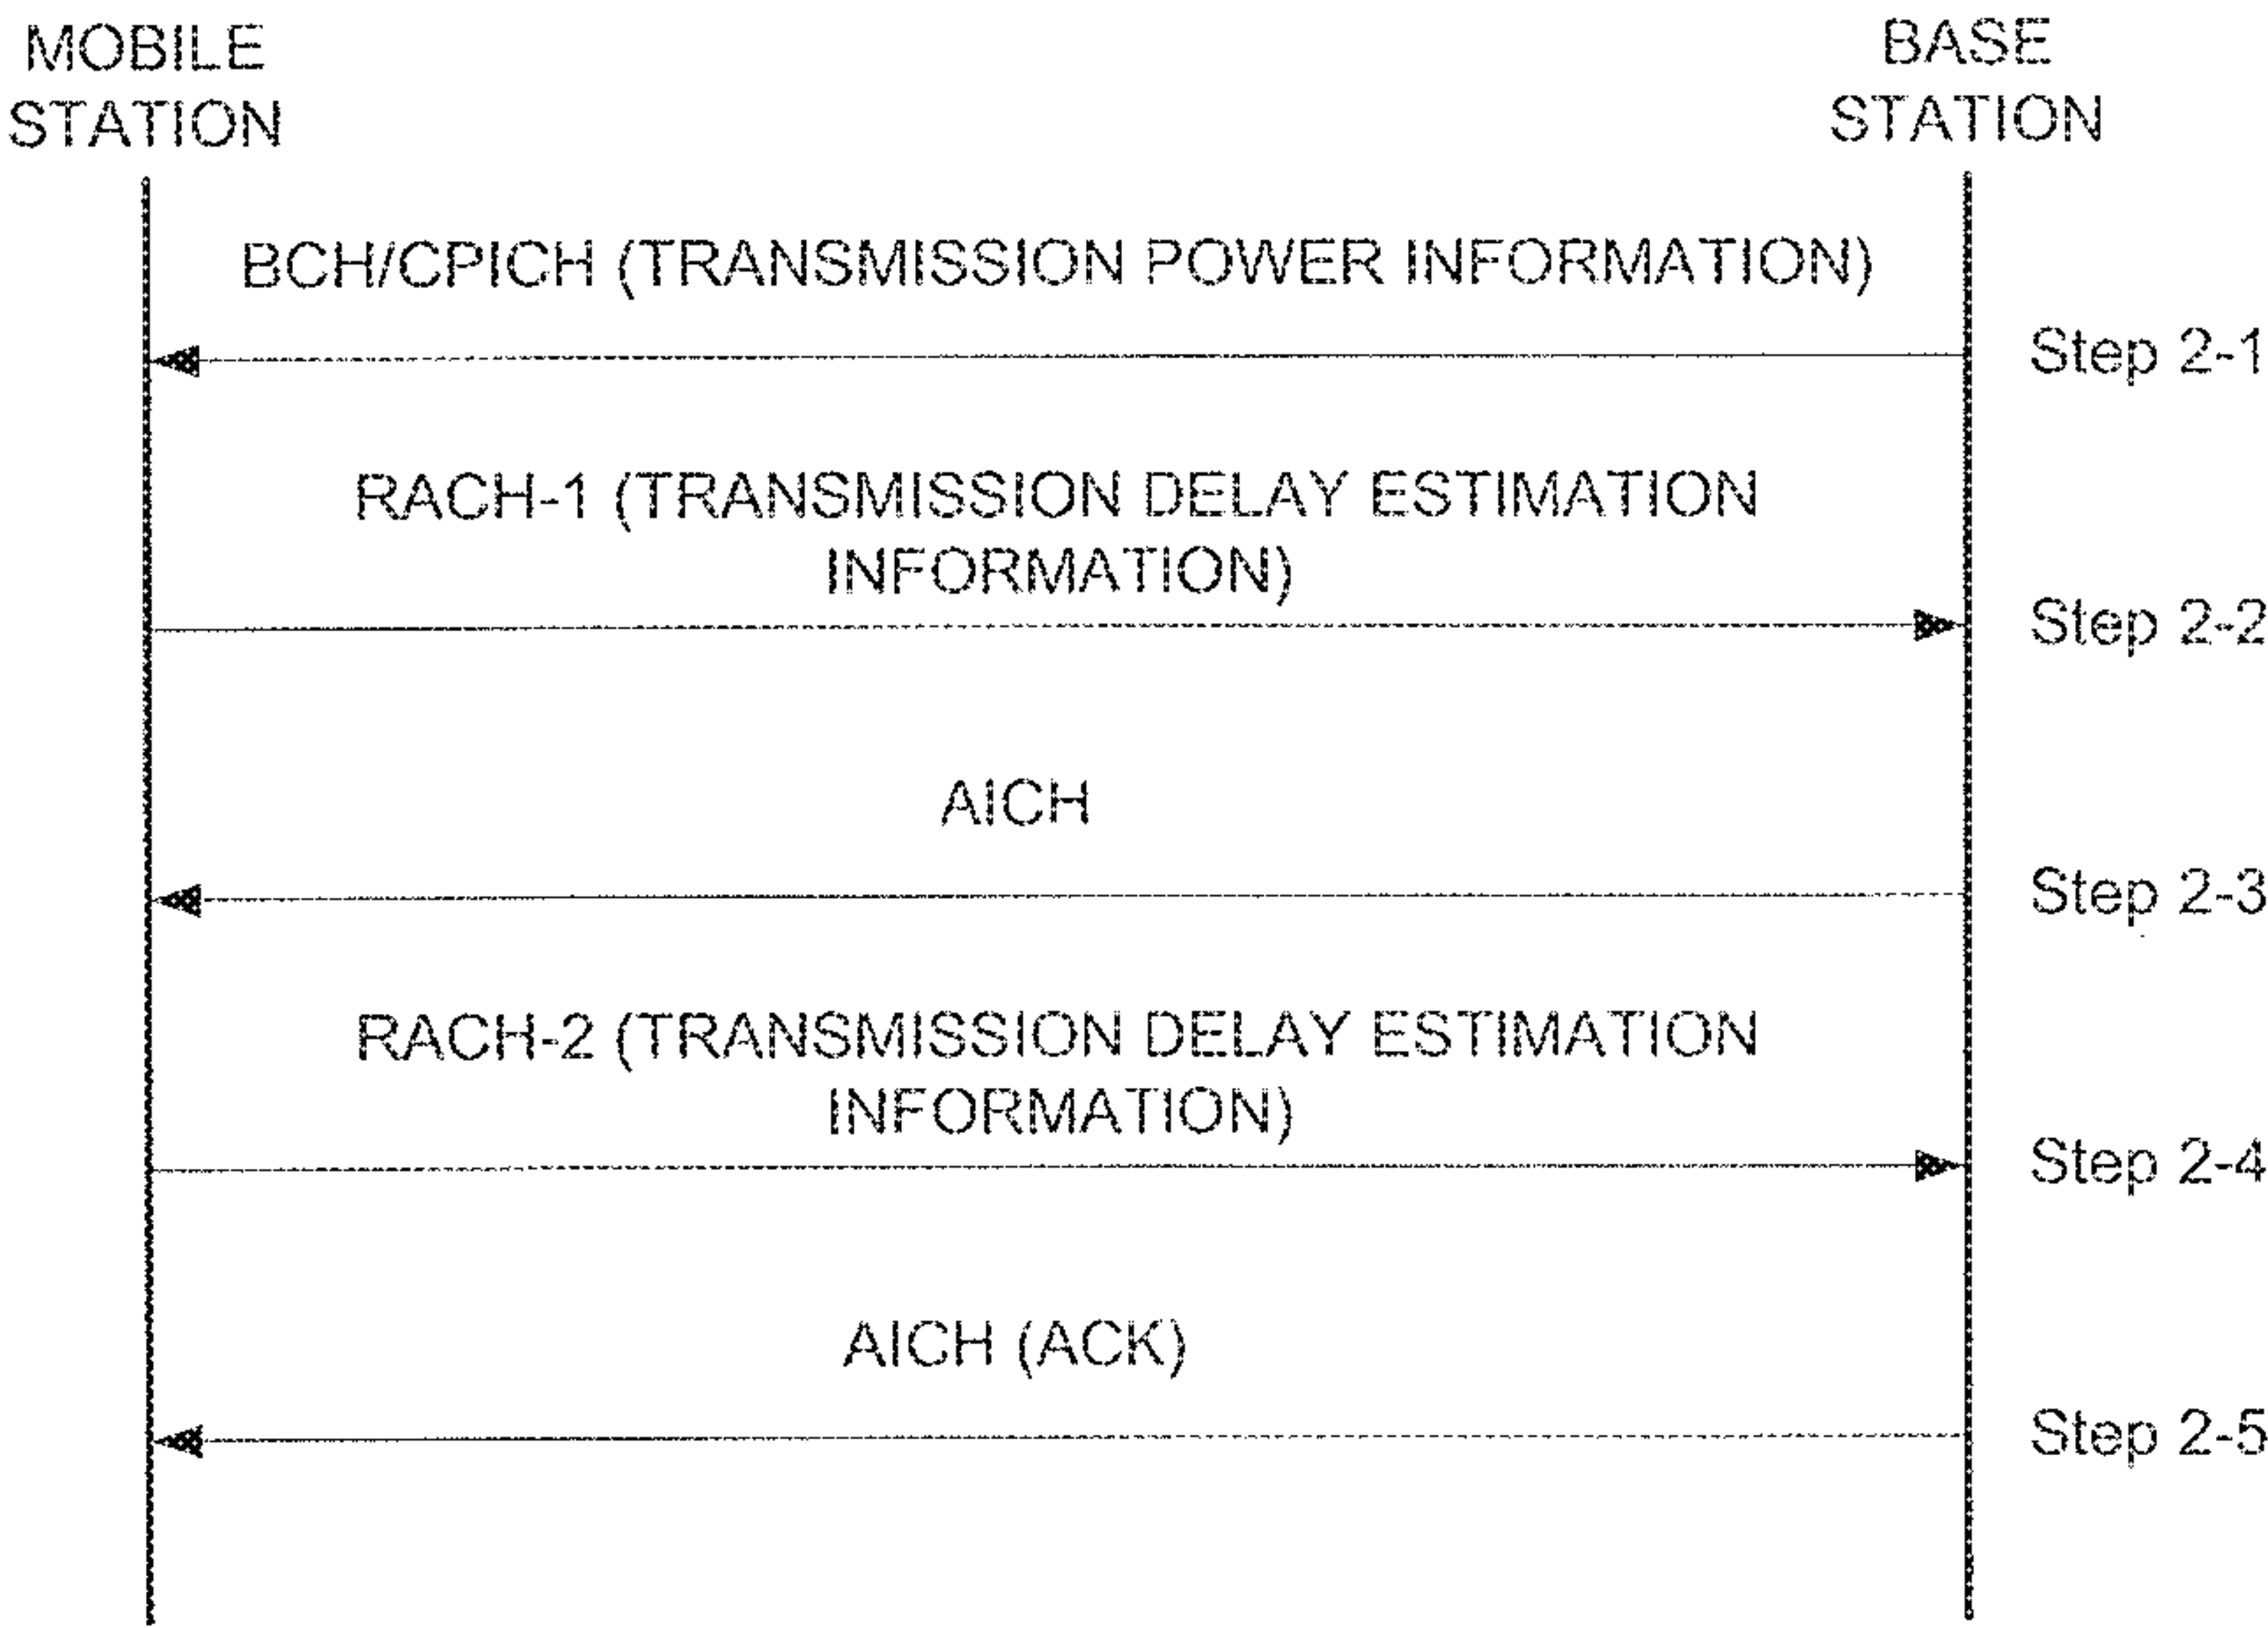 MOBILE
STATION
BASE
STATION
BCH/CPICH (TRANSMISSION POWER INFORMATION)
Step 2-1
RACH-1 (TRANSMISSION DELAY ESTIMATION
INFORMATION)
Step 2-2
AICH
Step 2-3
RACH-2 (TRANSMISSION DELAY ESTIMATION
INFORMATION)
Step 2-4
AICH (ACK)
Step 2-5